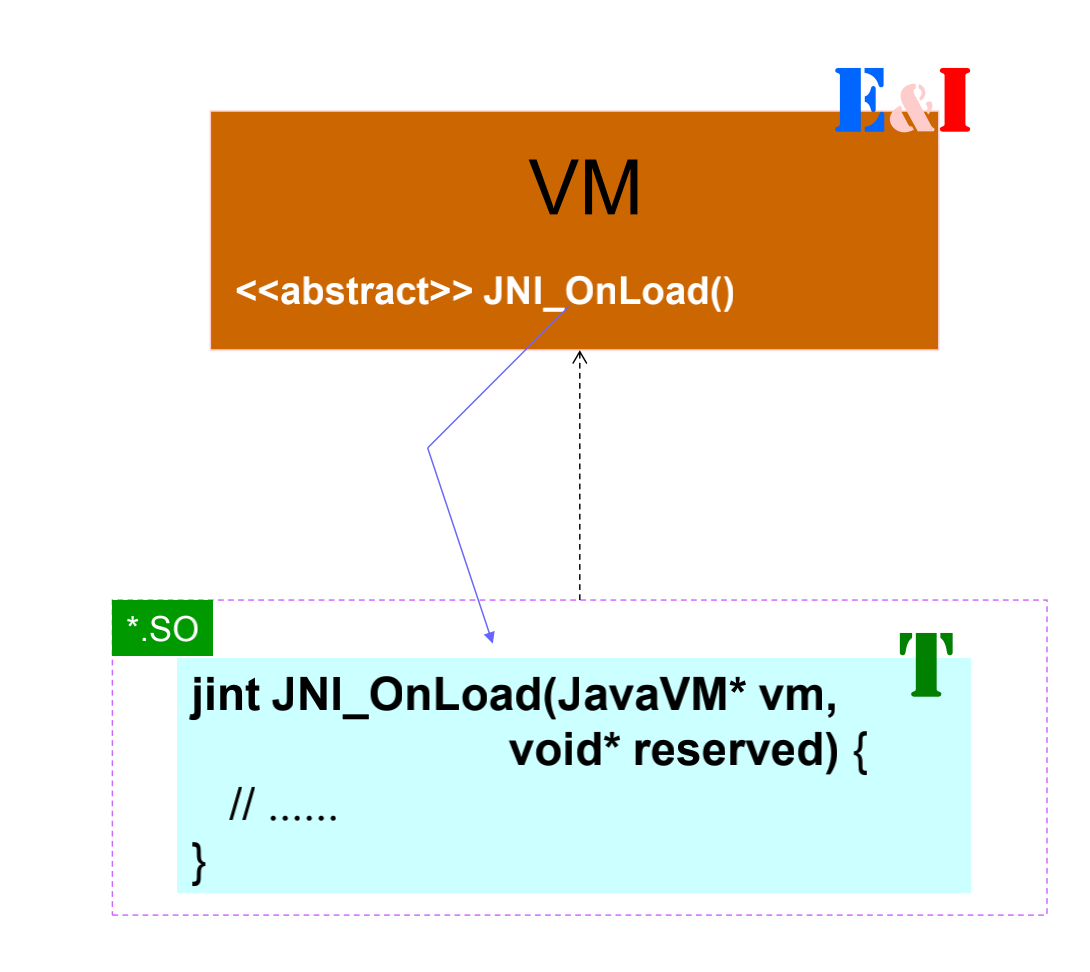 E&I
VM
<<abstract>> JNI_OnLoad()
*.SO
T
jint JNI_OnLoad(JavaVM* vm,
void* reserved) {
// ......
}